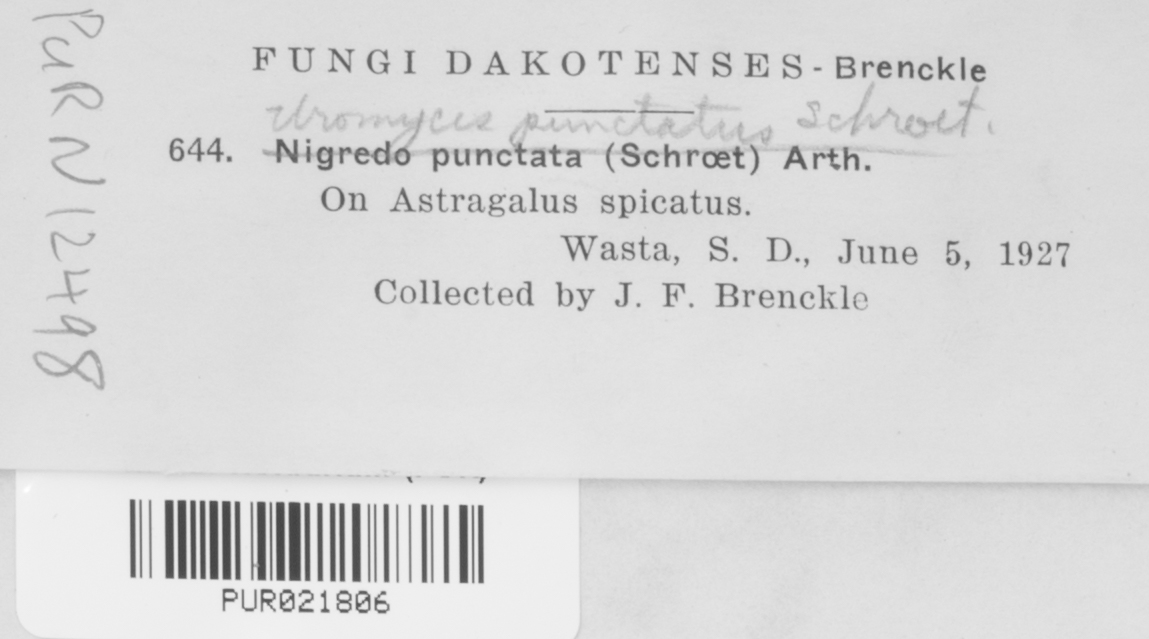 FUNGI DAKOTENSES - Brenckle
Uromyces punctatus Schroet.
644. Nigredo punctata (Schrœt) Arth.
On Astragalus spicatus.
Wasta, S. D., June 5, 1927
Collected by J. F. Brenckle
PUR N12498
PUR021806